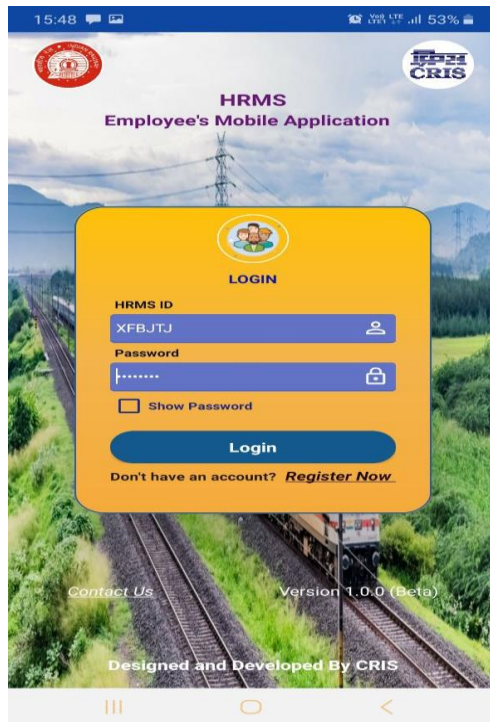 15:48
53%
क्रिस
CRIS
HRMS
Employee's Mobile Application
LOGIN
HRMS ID
XFBJTJ
Password
........
Show Password
Login
Don't have an account? Register Now
Contact Us
Version 1.0.0 (Beta)
Designed and Developed By CRIS